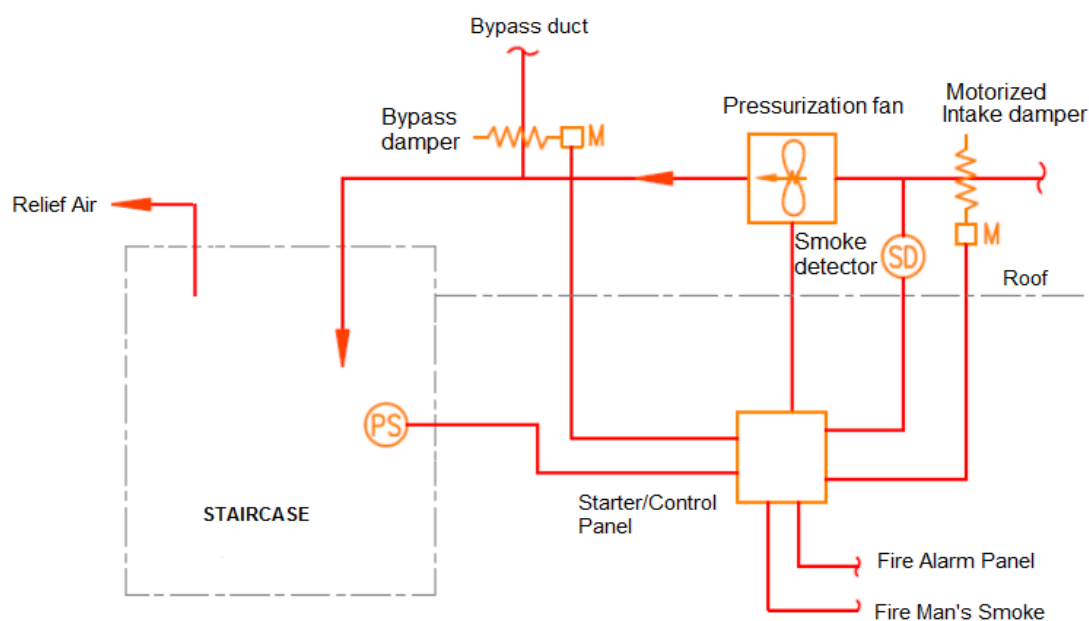 Bypass duct
Motorized
Intake damper
Pressurization fan
Bypass
damper
M
Relief Air
M
Smoke
detector
SD
Roof
PS
Starter/Control
Panel
STAIRCASE
Fire Alarm Panel
Fire Man's Smoke